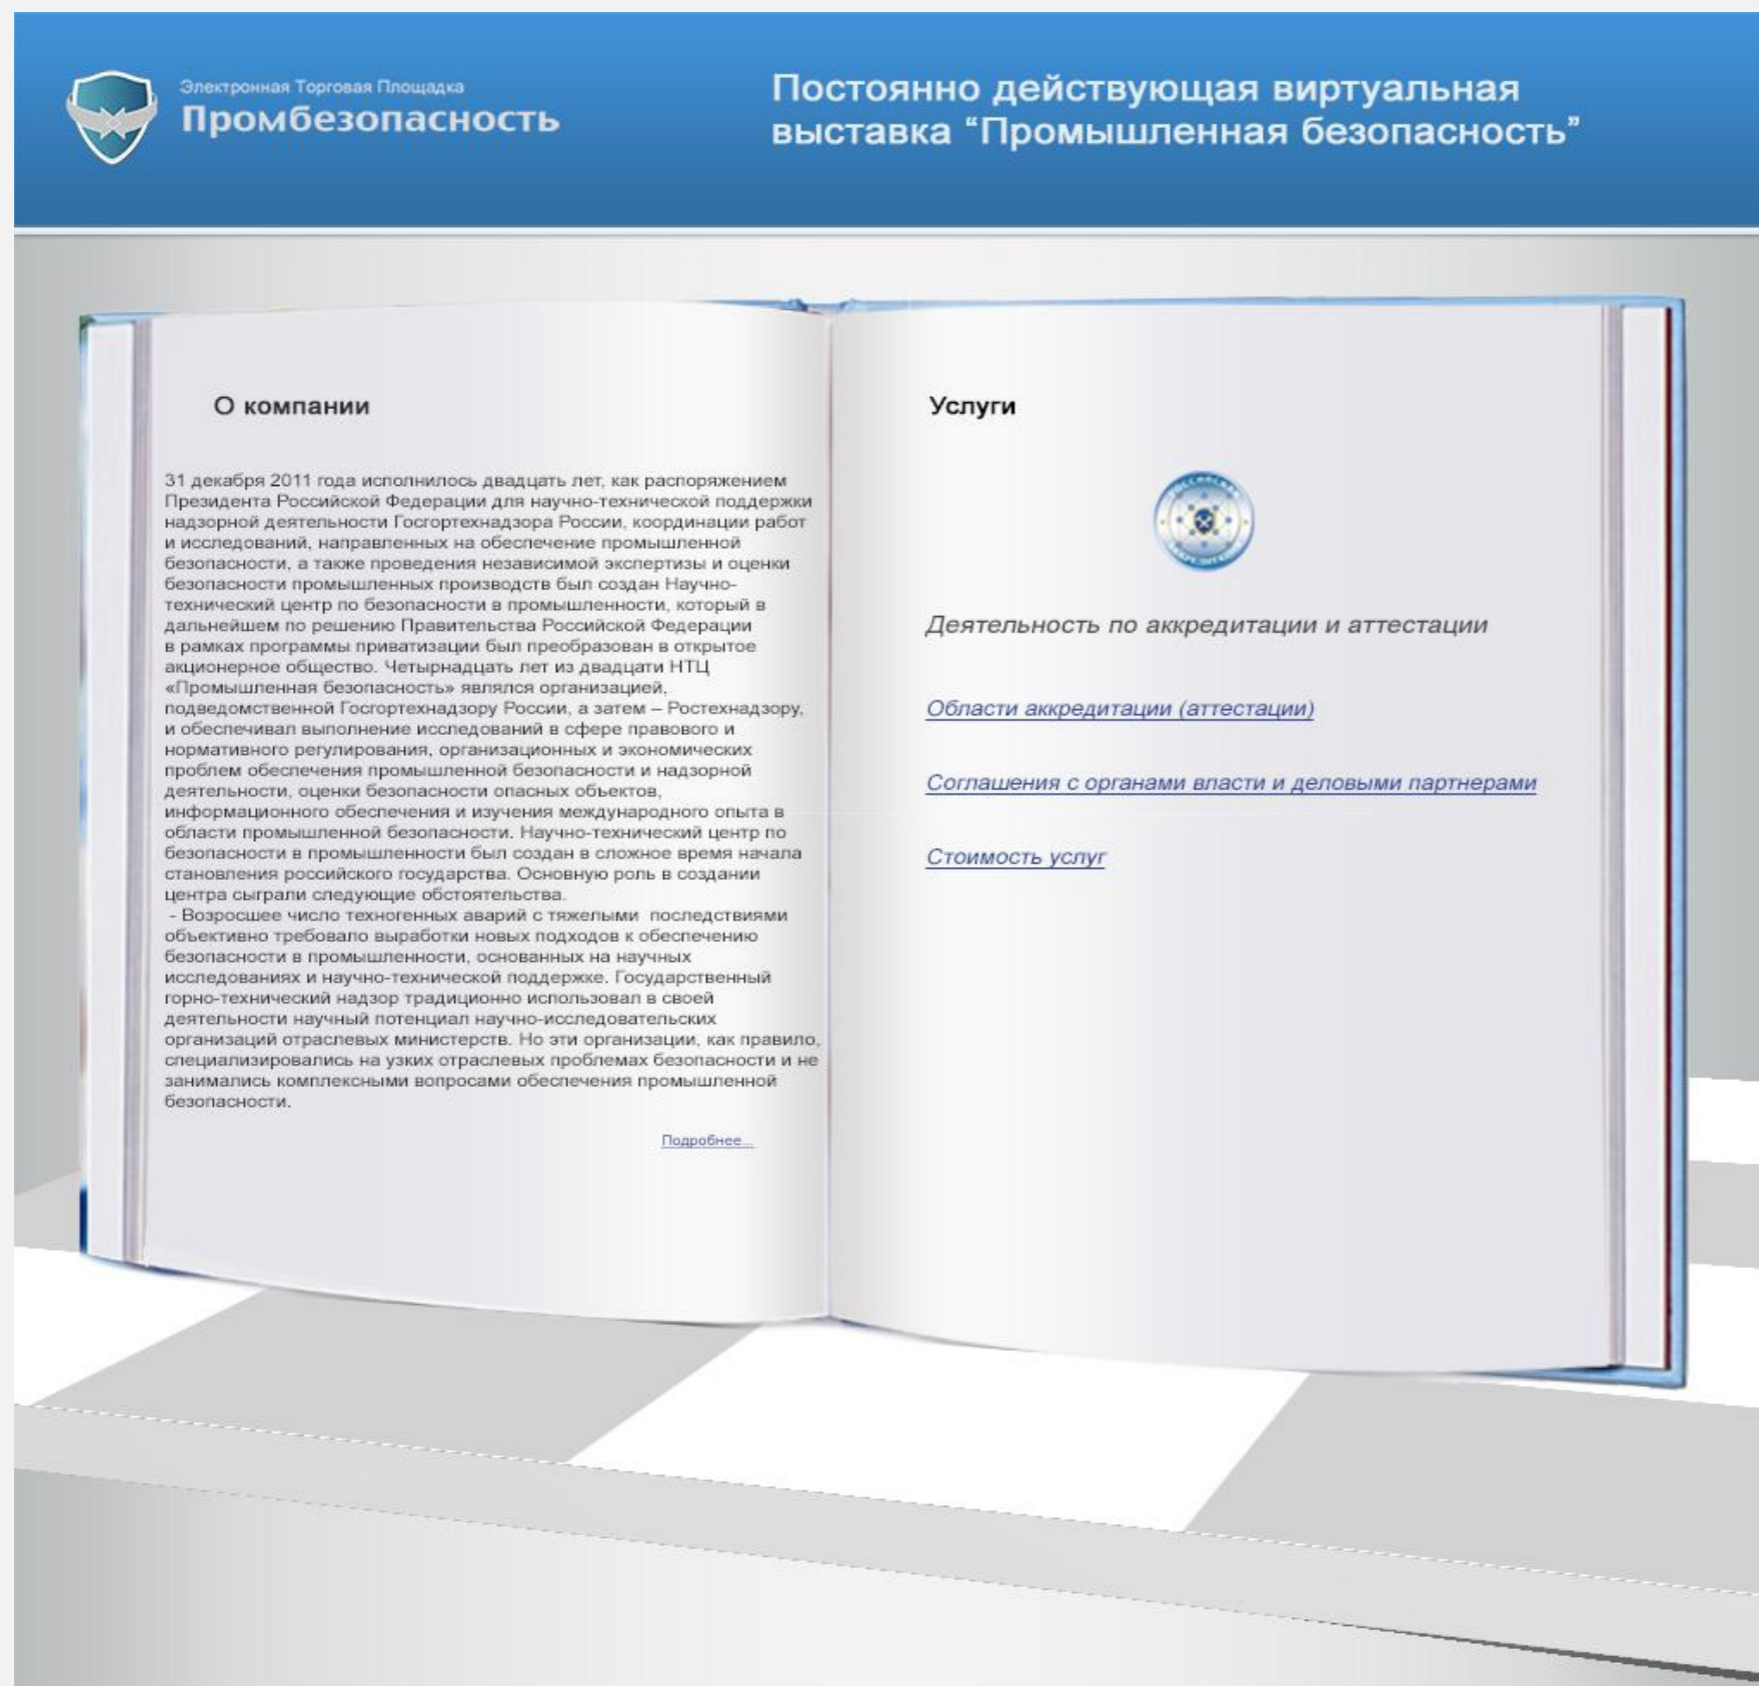 Электронная Торговая Площадка
Промбезопасность
Постоянно действующая виртуальная
выставка “Промышленная безопасность”
О компании
31 декабря 2011 года исполнилось двадцать лет, как распоряжением
Президента Российской Федерации для научно-технической поддержки
надзорной деятельности Госгортехнадзора России, координации работ
и исследований, направленных на обеспечение промышленной
безопасности, а также проведения независимой экспертизы и оценки
безопасности промышленных производств был создан Научно-
технический центр по безопасности в промышленности, который в
дальнейшем по решению Правительства Российской Федерации
в рамках программы приватизации был преобразован в открытое
акционерное общество. Четырнадцать лет из двадцати НТЦ
«Промышленная безопасность» являлся организацией,
подведомственной Госгортехнадзору России, а затем – Ростехнадзору,
и обеспечивал выполнение исследований в сфере правового и
нормативного регулирования, организационных и экономических
проблем обеспечения промышленной безопасности и надзорной
деятельности, оценки безопасности опасных объектов,
информационного обеспечения и изучения международного опыта в
области промышленной безопасности. Научно-технический центр по
безопасности в промышленности был создан в сложное время начала
становления российского государства. Основную роль в создании
центра сыграли следующие обстоятельства.
- Возросшее число техногенных аварий с тяжелыми последствиями
объективно требовало выработки новых подходов к обеспечению
безопасности в промышленности, основанных на научных
исследованиях и научно-технической поддержке. Государственный
горно-технический надзор традиционно использовал в своей
деятельности научный потенциал научно-исследовательских
организаций отраслевых министерств. Но эти организации, как правило,
специализировались на узких отраслевых проблемах безопасности и не
занимались комплексными вопросами обеспечения промышленной
безопасности.
Подробнее...
Услуги
Деятельность по аккредитации и аттестации
Области аккредитации (аттестации)
Соглашения с органами власти и деловыми партнерами
Стоимость услуг